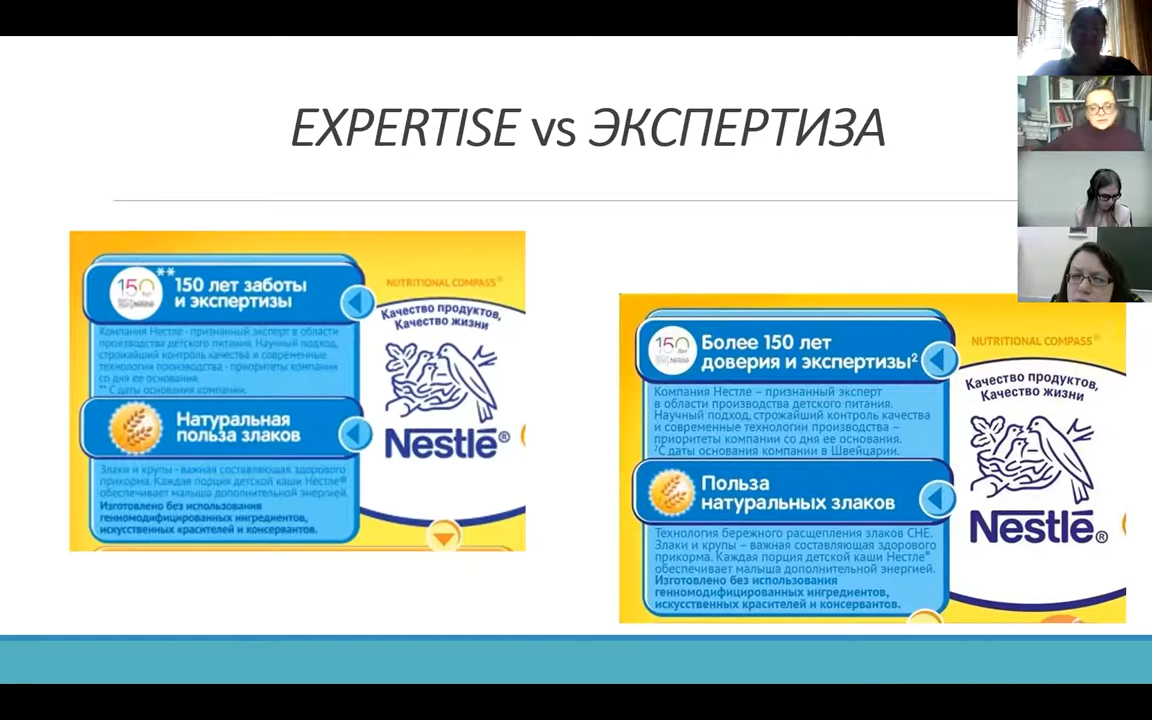 EXPERTISE vs ЭКСПЕРТИЗА
150 лет заботы
и экспертизы
**
150
лет
Компания Нестле - признанный эксперт в области
производства детского питания. Научный подход,
строжайший контроль качества и современные
технологии производства - приоритеты компании
со дня ее основания.
** С даты основания компании.
Натуральная
польза злаков
Злаки и крупы - важная составляющая здорового
прикорма. Каждая порция детской каши Нестле®
обеспечивает малыша дополнительной энергией.
Изготовлено без использования
генномодифицированных ингредиентов,
искусственных красителей и консервантов.
NUTRITIONAL COMPASS®
Качество продуктов,
Качество жизни
Nestlé®
Более 150 лет
доверия и экспертизы²
150
лет
Компания Нестле – признанный эксперт
в области производства детского питания.
Научный подход, строжайший контроль качества
и современные технологии производства –
приоритеты компании со дня ее основания.
²С даты основания компании в Швейцарии.
Польза
натуральных злаков
Технология бережного расщепления злаков CHE.
Злаки и крупы – важная составляющая здорового
прикорма. Каждая порция детской каши Нестле®
обеспечивает малыша дополнительной энергией.
Изготовлено без использования
генномодифицированных ингредиентов,
искусственных красителей и консервантов.
NUTRITIONAL COMPASS®
Качество продуктов,
Качество жизни
Nestlé®